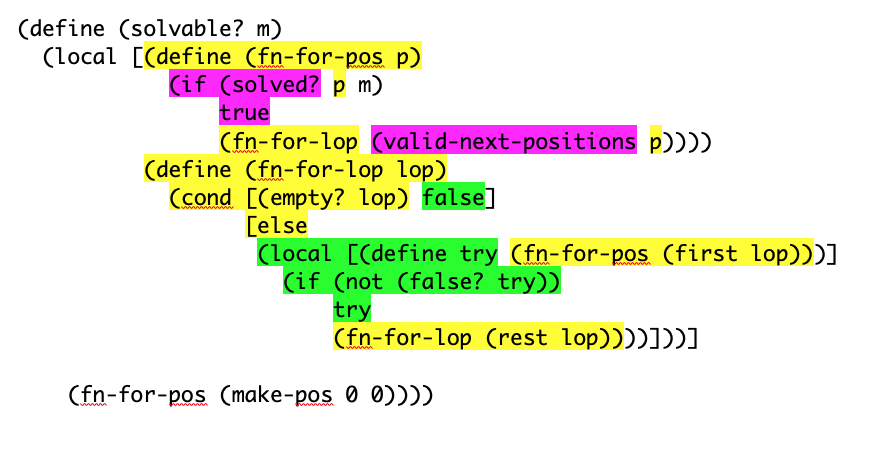 (define (solvable? m)
(local [(define (fn-for-pos p)
(if (solved? p m)
true
(fn-for-lop (valid-next-positions p))))
(define (fn-for-lop lop)
(cond [(empty? lop) false]
[else
(local [(define try (fn-for-pos (first lop)))]
(if (not (false? try))
try
(fn-for-lop (rest lop))))]))]
(fn-for-pos (make-pos 0 0))))